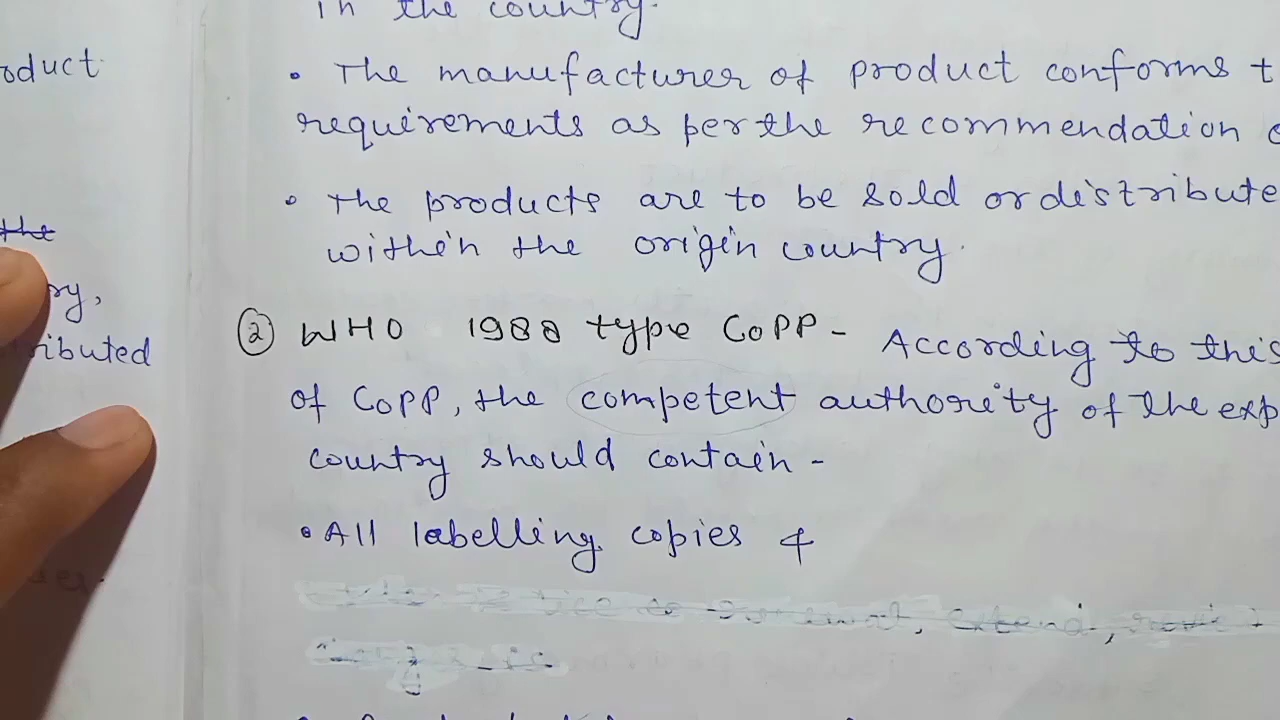 oduct
the
ry,
ributed
in the country.
• The manufacturer of product conforms t
requirements as per the recommendation o
• The products are to be sold or distribute
within the origin country.
② WHO 1988 type CoPP - According to this
of CoPP, the competent authority of the exp
country should contain -
• All labelling copies &
extend,